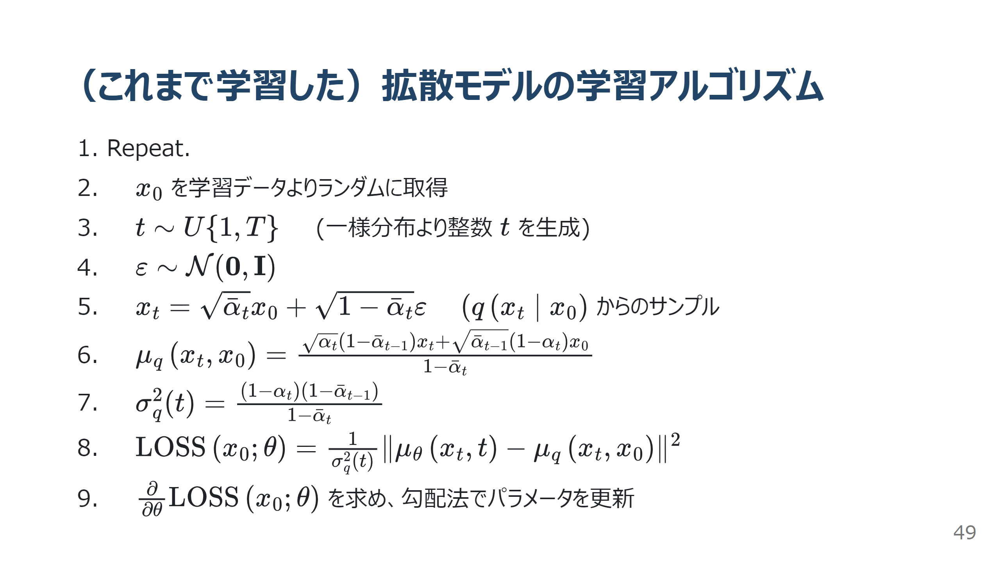 （これまで学習した）拡散モデルの学習アルゴリズム
1. Repeat.
2. $x_0$ を学習データよりランダムに取得
3. $t \sim U\{1, T\}$ (一様分布より整数 $t$ を生成)
4. $\varepsilon \sim \mathcal{N}(\mathbf{0}, \mathbf{I})$
5. $x_t = \sqrt{\bar{\alpha}_t} x_0 + \sqrt{1 - \bar{\alpha}_t} \varepsilon$ $(q(x_t \mid x_0)$ からのサンプル
6. $\mu_q(x_t, x_0) = \frac{\sqrt{\alpha_t}(1-\bar{\alpha}_{t-1})x_t + \sqrt{\bar{\alpha}_{t-1}}(1-\alpha_t)x_0}{1-\bar{\alpha}_t}$
7. $\sigma_q^2(t) = \frac{(1-\alpha_t)(1-\bar{\alpha}_{t-1})}{1-\bar{\alpha}_t}$
8. $\mathrm{LOSS}(x_0; \theta) = \frac{1}{\sigma_q^2(t)} \|\mu_\theta(x_t, t) - \mu_q(x_t, x_0)\|^2$
9. $\frac{\partial}{\partial \theta} \mathrm{LOSS}(x_0; \theta)$ を求め、勾配法でパラメータを更新
49